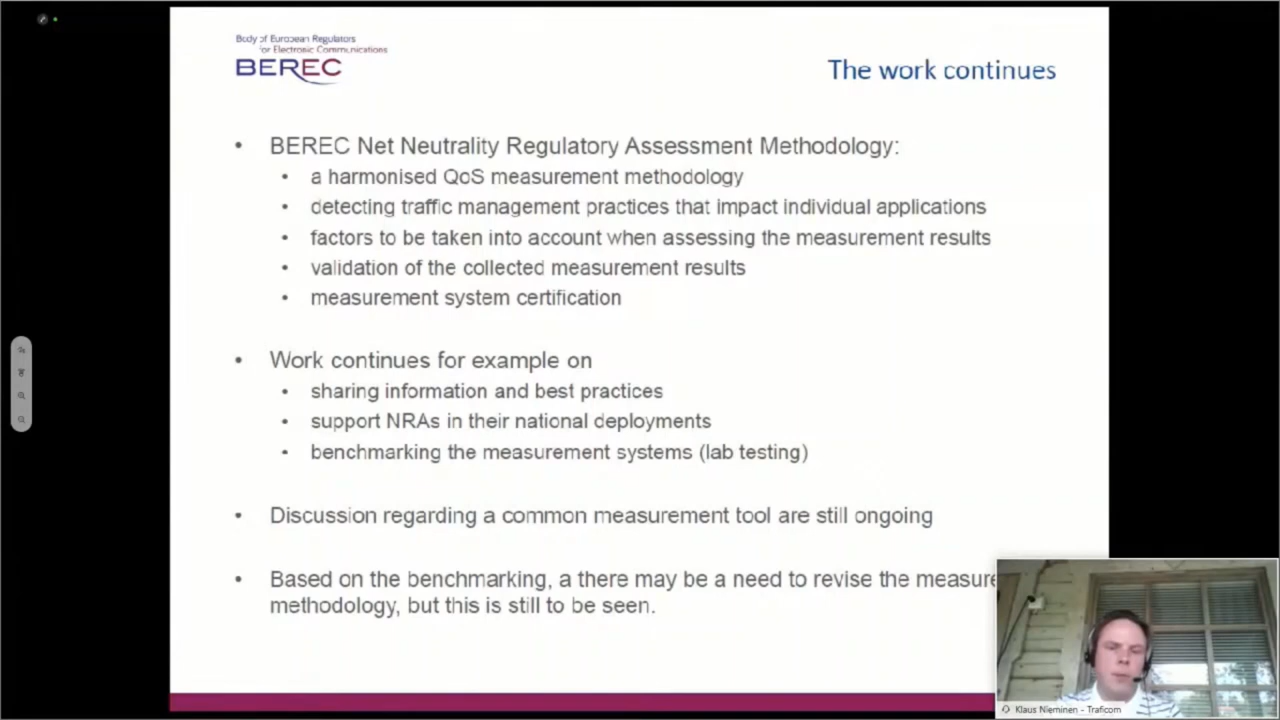 Body of European Regulators
for Electronic Communications
BEREC
The work continues
• BEREC Net Neutrality Regulatory Assessment Methodology:
• a harmonised QoS measurement methodology
• detecting traffic management practices that impact individual applications
• factors to be taken into account when assessing the measurement results
• validation of the collected measurement results
• measurement system certification
• Work continues for example on
• sharing information and best practices
• support NRAs in their national deployments
• benchmarking the measurement systems (lab testing)
• Discussion regarding a common measurement tool are still ongoing
• Based on the benchmarking, a there may be a need to revise the measure
methodology, but this is still to be seen.
Klaus Nieminen - Traficom